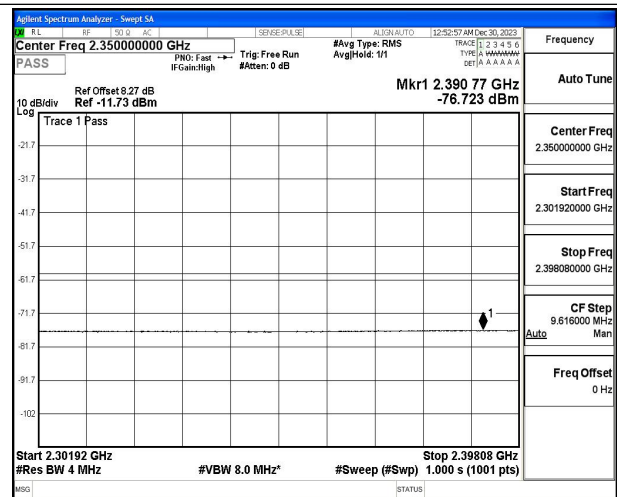 Agilent Spectrum Analyzer - Swept SA
RL RF 50 Ω AC SENSE:PULSE ALIGN AUTO 12:52:57 AM Dec 30, 2023
Center Freq 2.350000000 GHz
PASS
PNO: Fast
IFGain:High
Trig: Free Run
#Atten: 0 dB
#Avg Type: RMS
Avg|Hold: 1/1
TRACE 1 2 3 4 5 6
TYPE A WWWWW
DET A A A A A A
Ref Offset 8.27 dB
10 dB/div Ref -11.73 dBm
Log
Mkr1 2.390 77 GHz
-76.723 dBm
Trace 1 Pass
-21.7
-31.7
-41.7
-51.7
-61.7
-71.7
-81.7
-91.7
-102
1
Start 2.30192 GHz
Stop 2.39808 GHz
#Res BW 4 MHz #VBW 8.0 MHz* #Sweep (#Swp) 1.000 s (1001 pts)
MSG STATUS
Frequency
Auto Tune
Center Freq
2.350000000 GHz
Start Freq
2.301920000 GHz
Stop Freq
2.398080000 GHz
CF Step
9.616000 MHz
Auto Man
Freq Offset
0 Hz